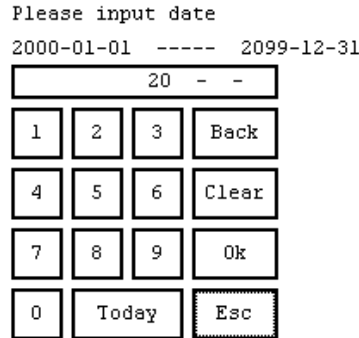 Please input date
2000-01-01 ----- 2099-12-31
20 - -
1 2 3 Back
4 5 6 Clear
7 8 9 Ok
0 Today Esc